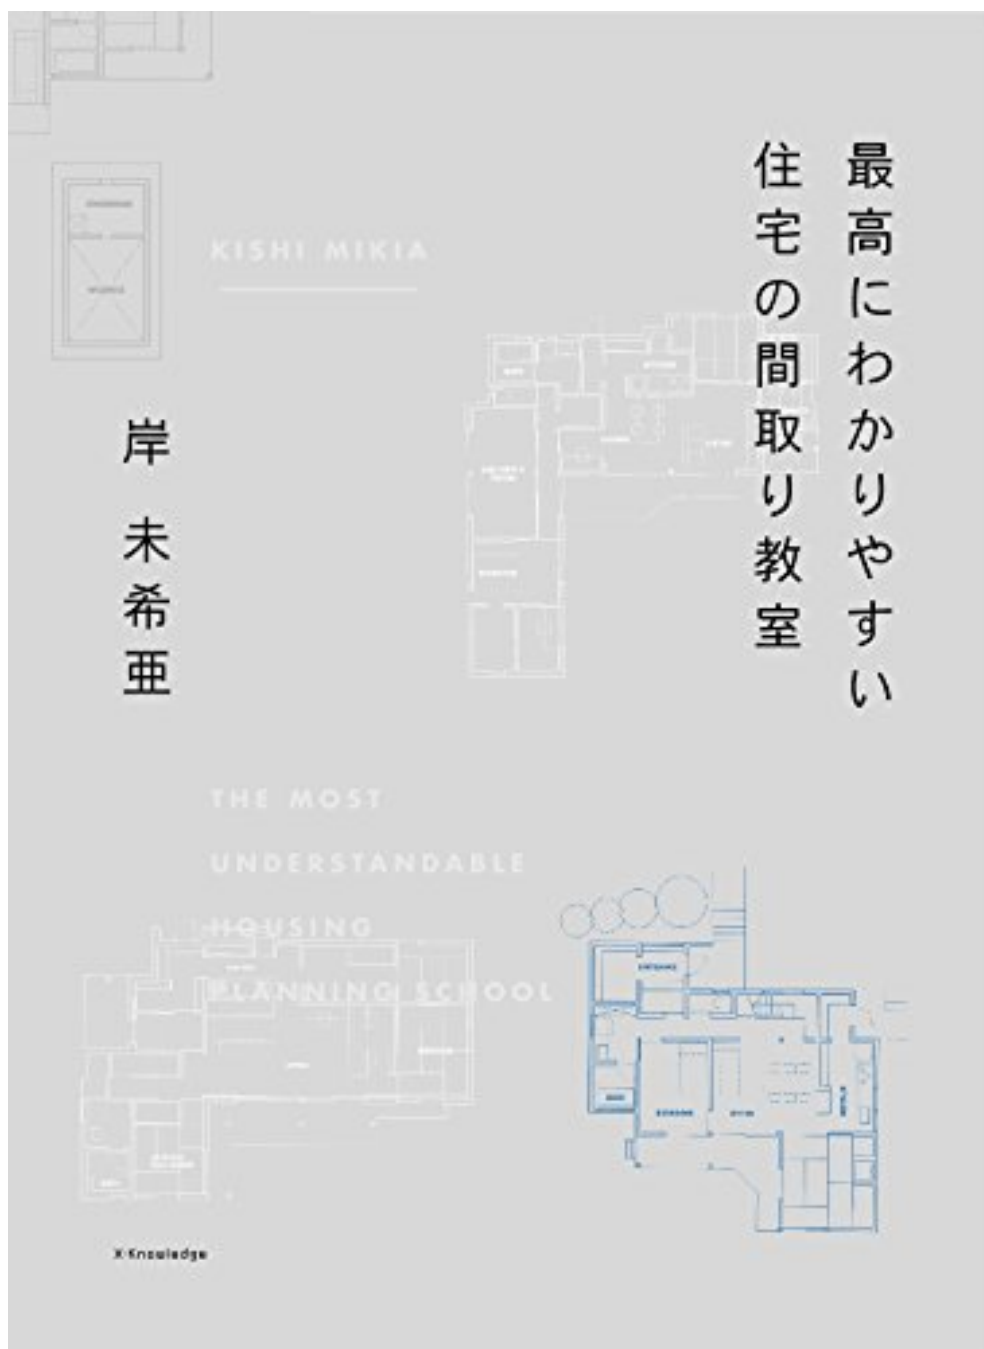 最高にわかりやすい
住宅の間取り教室
KISHI MIKIA
岸 未希亜
THE MOST
UNDERSTANDABLE
HOUSING
PLANNING SCHOOL
ENTRANCE
X-Knowledge